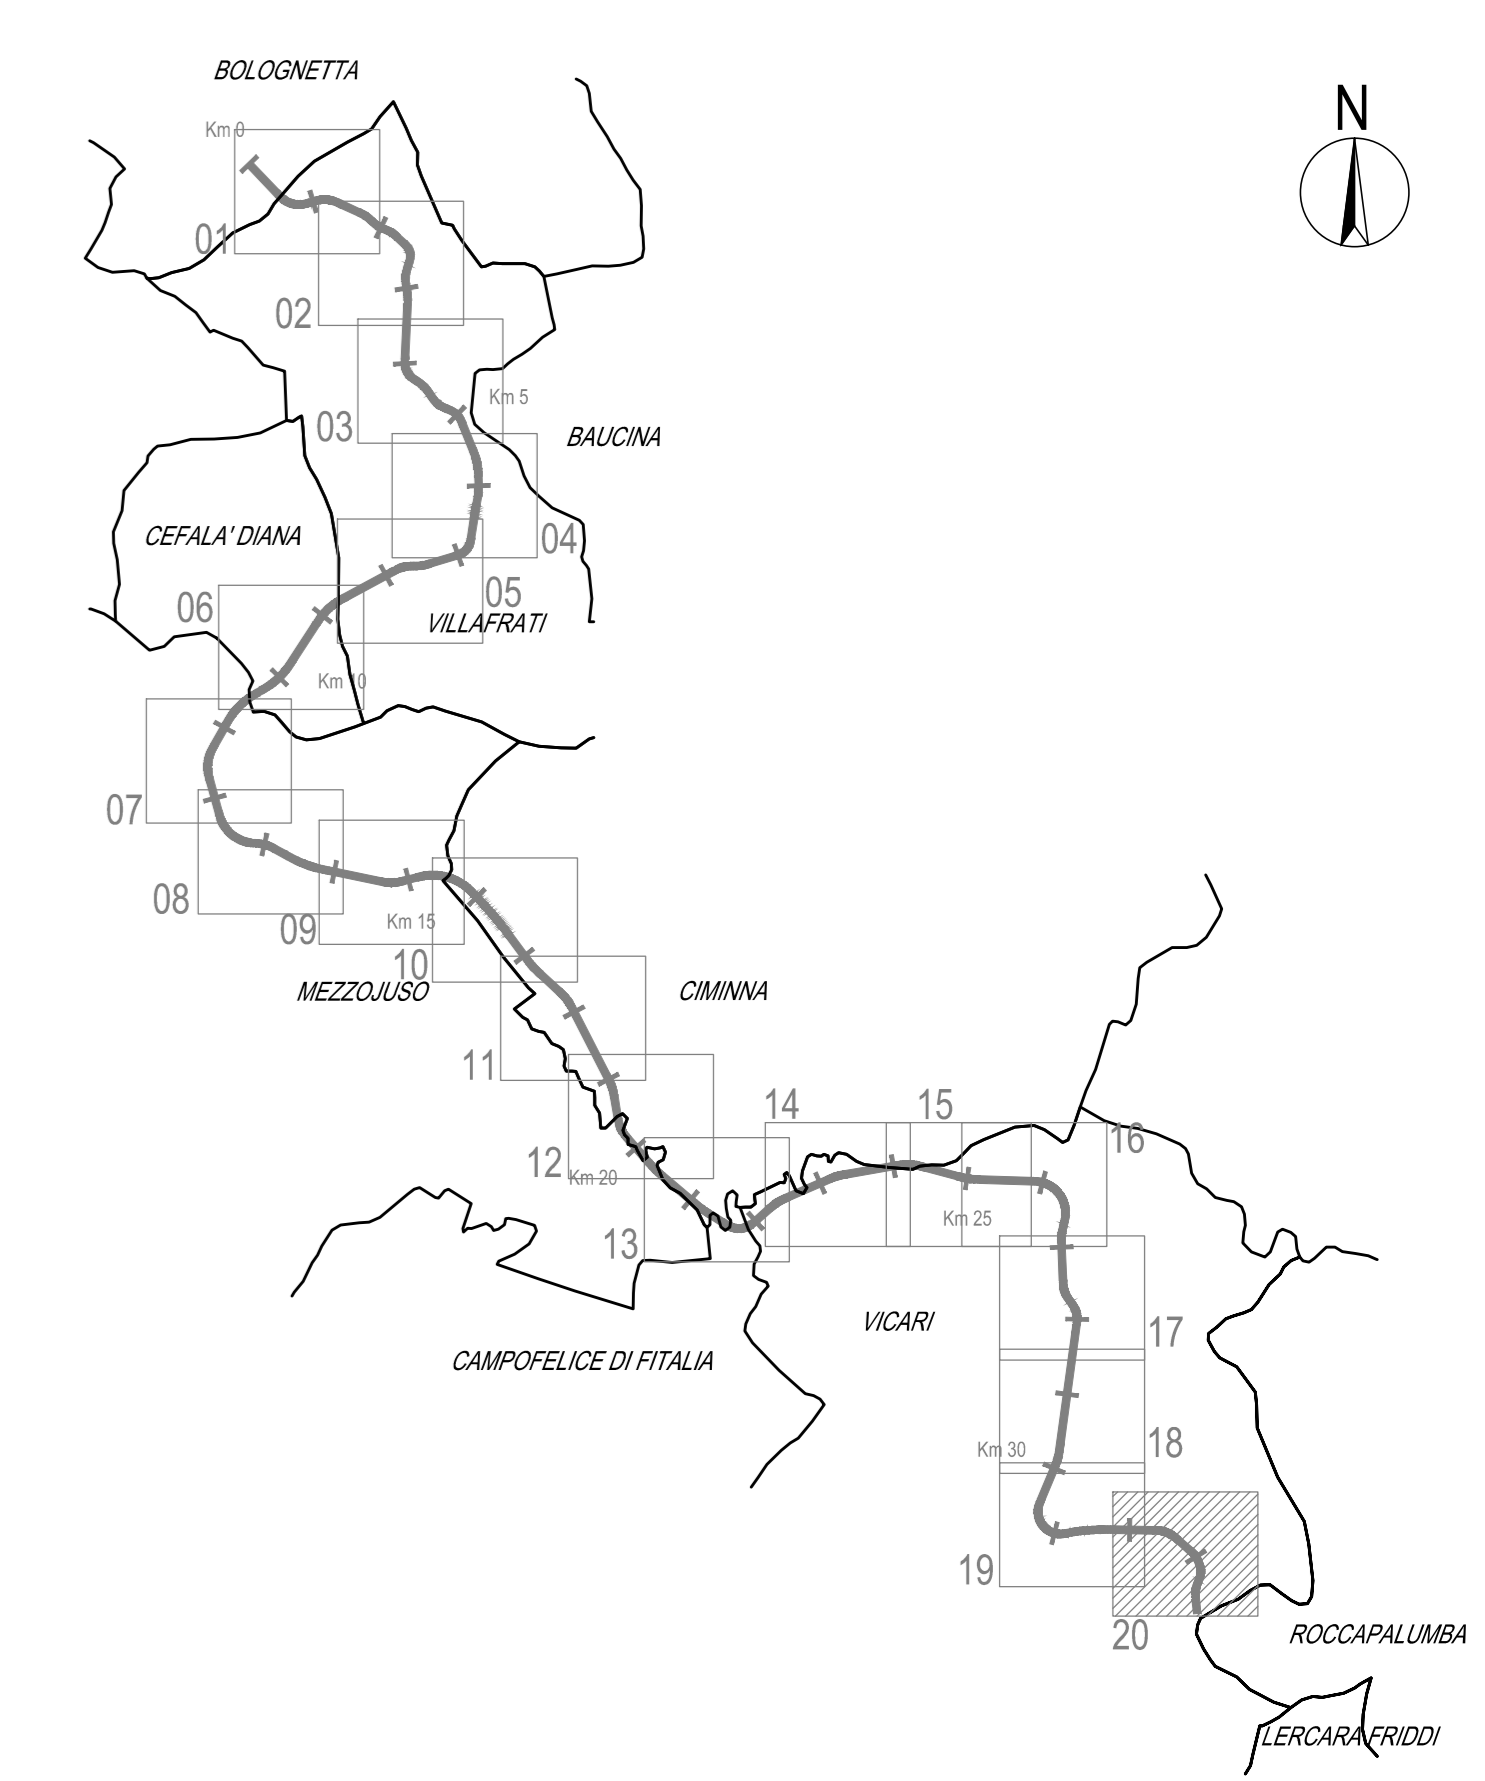 BOLOGNETTA
N
Km 0
01
02
Km 5
03
BAUCINA
CEFALA' DIANA
04
05
06
VILLAFRATI
Km 10
07
08
09
Km 15
10
MEZZOJUSO
CIMINNA
11
14
15
16
12
Km 20
13
Km 25
VICARI
17
CAMPOFELICE DI FITALIA
18
Km 30
19
20
ROCCAPALUMBA
LERCARA FRIDDI